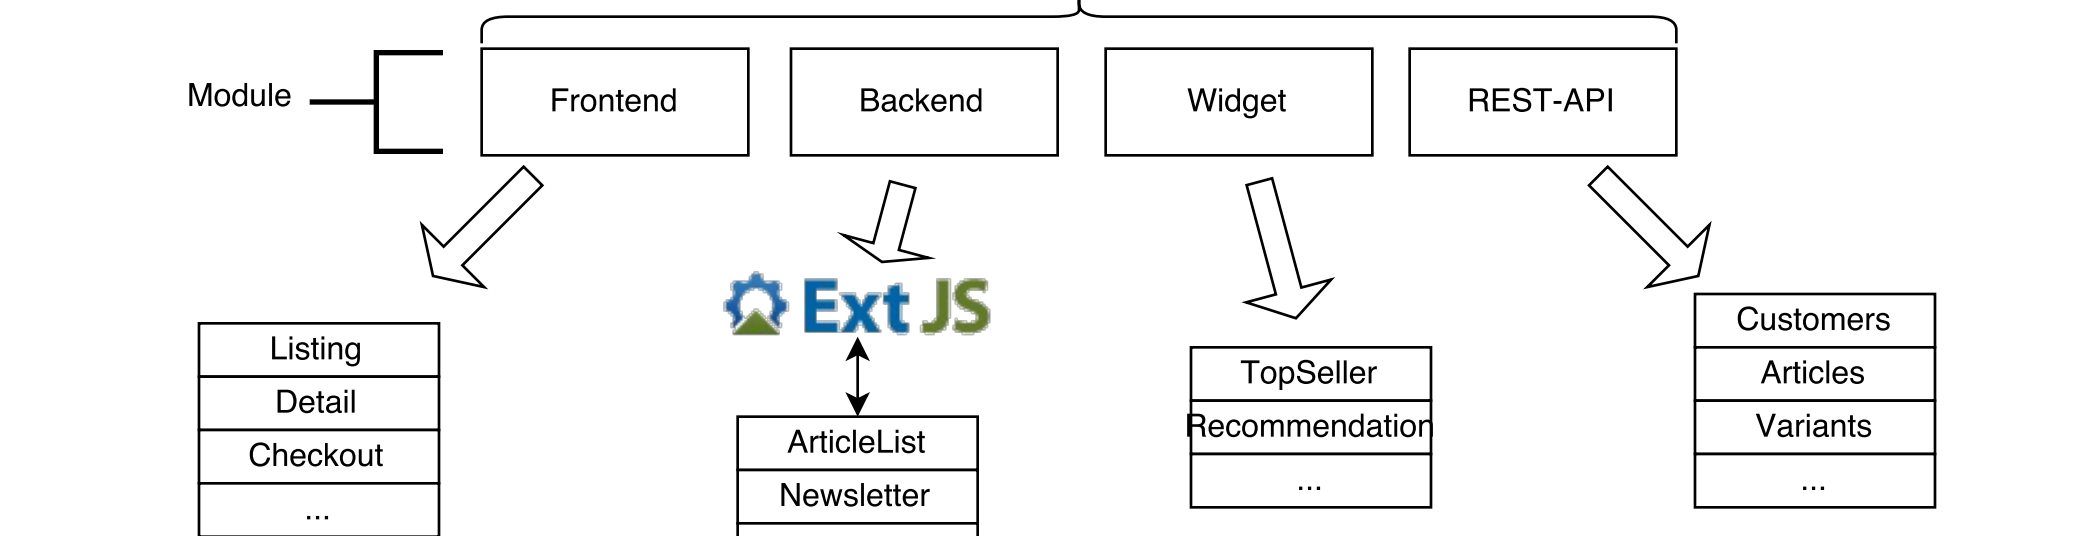 Module
Frontend
Backend
Widget
REST-API
Ext JS
Listing
Detail
Checkout
...
ArticleList
Newsletter
TopSeller
Recommendation
...
Customers
Articles
Variants
...